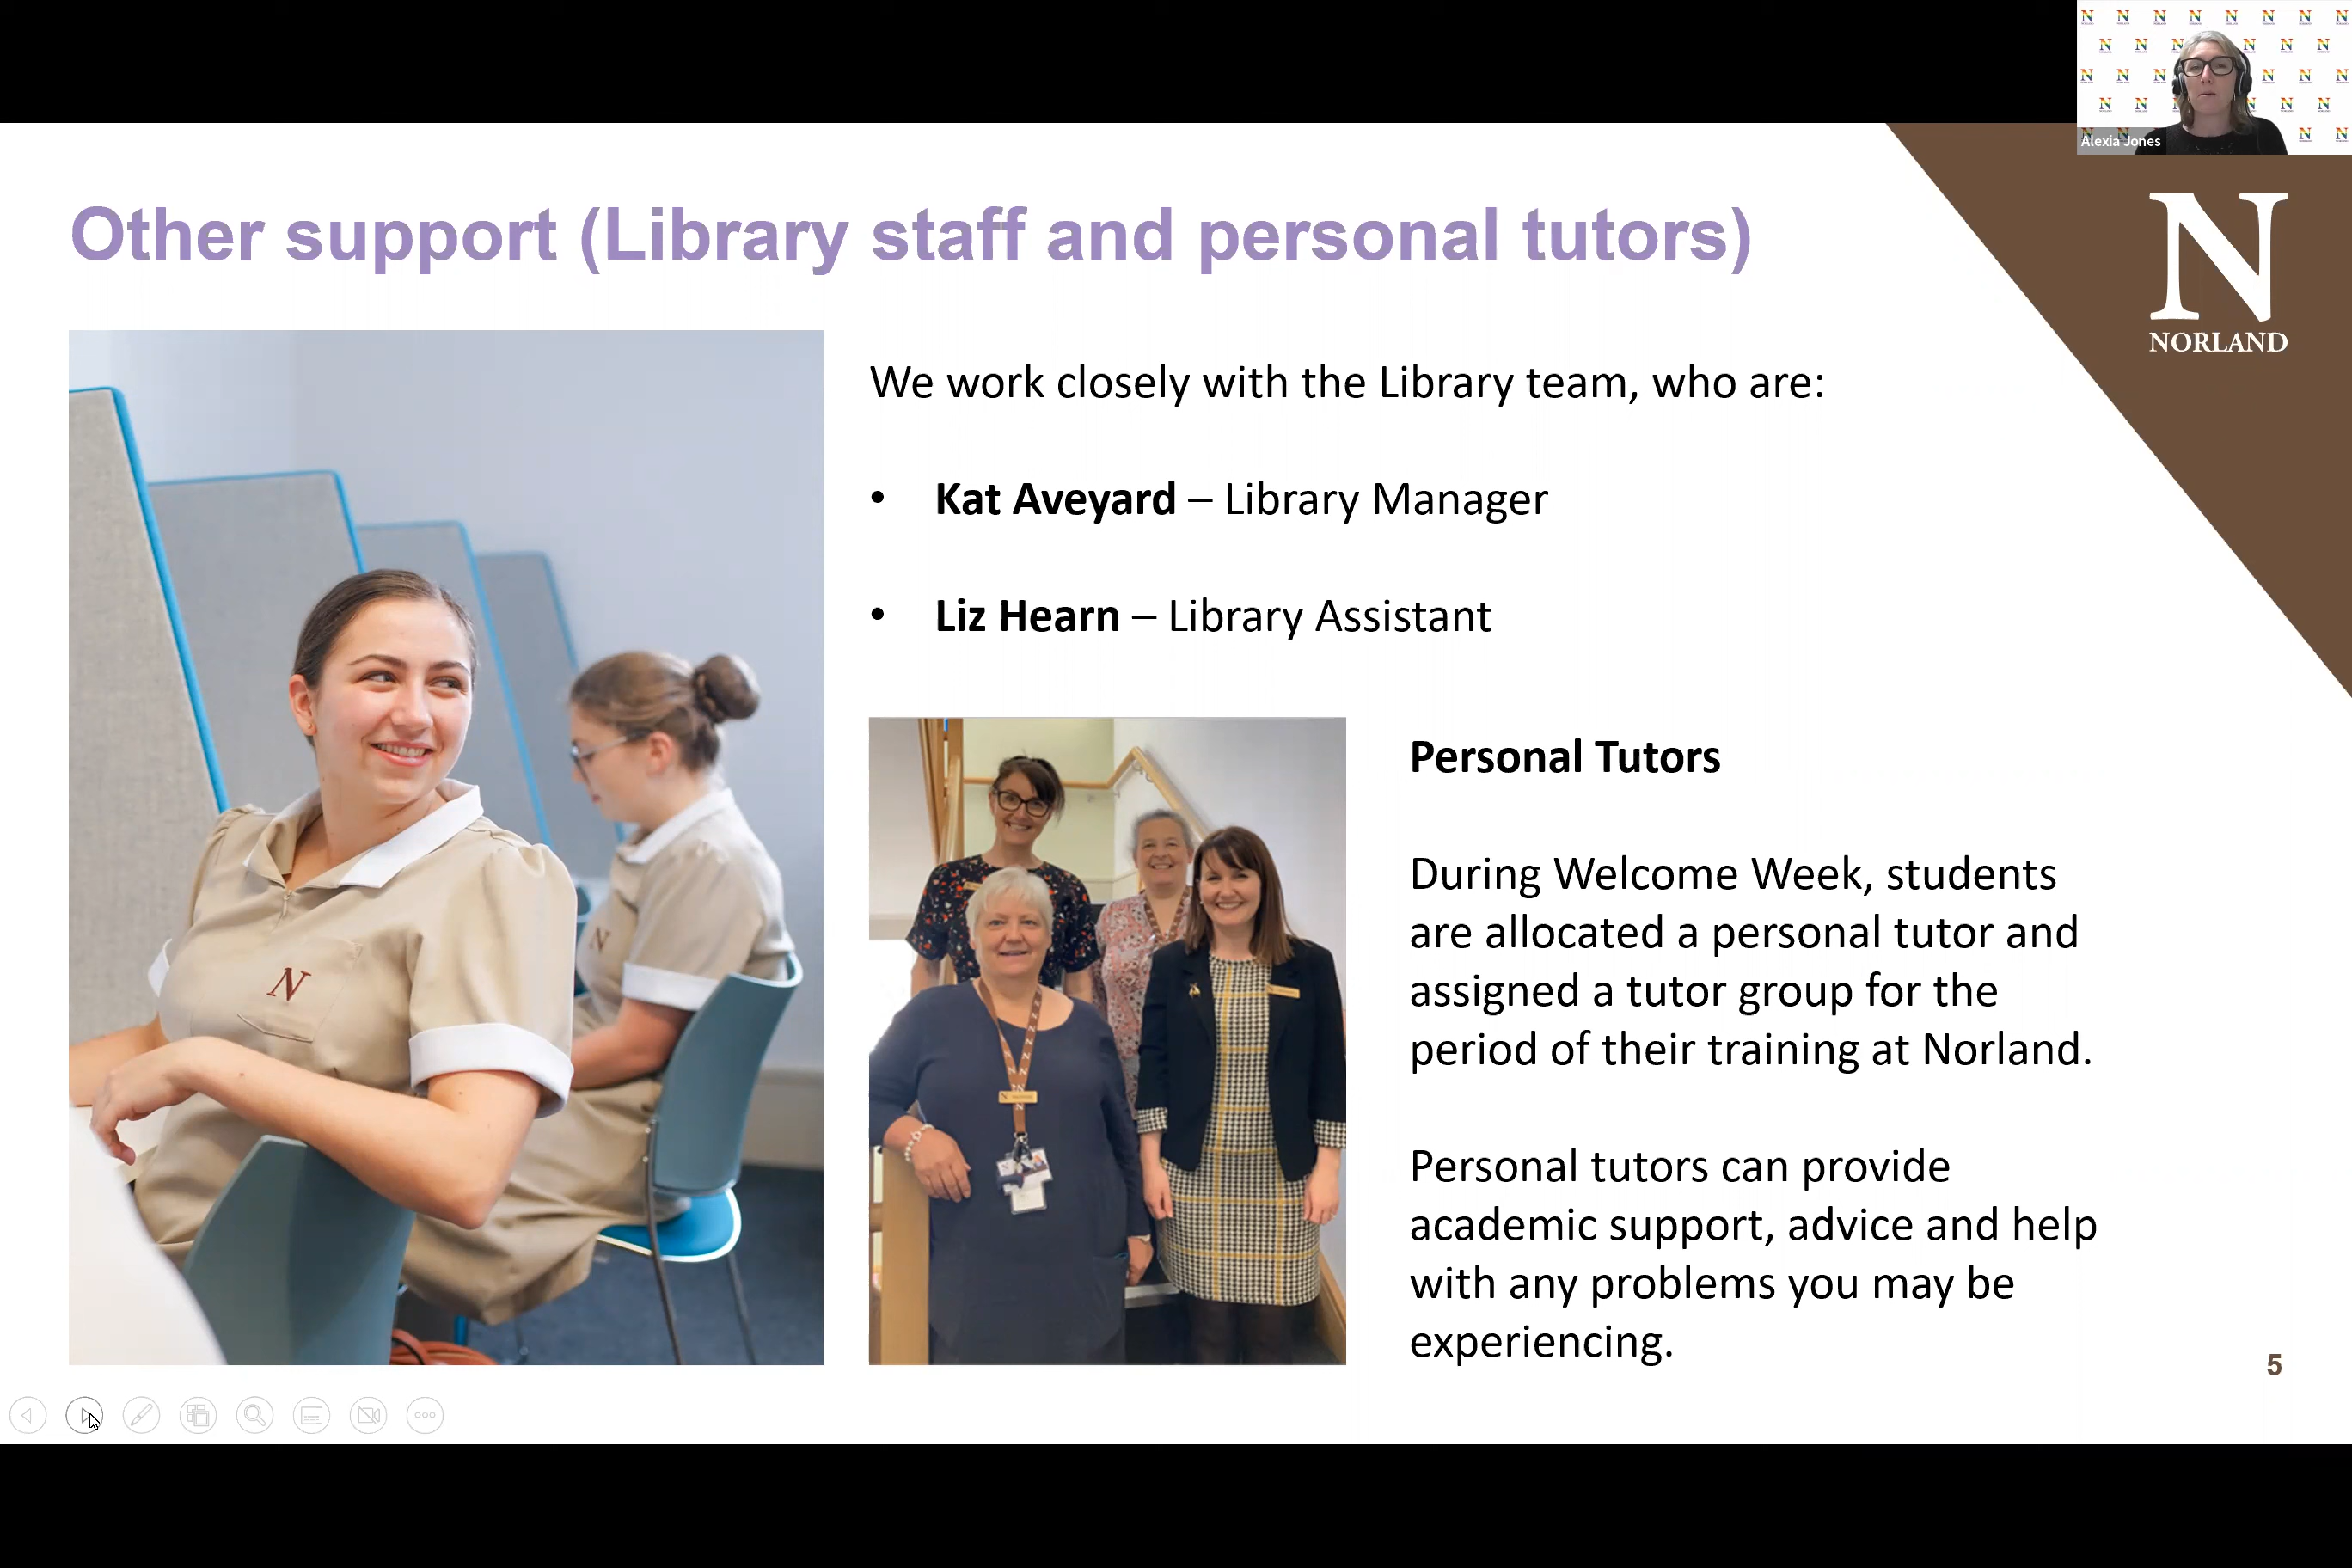 Alexia Jones
Other support (Library staff and personal tutors)
N
NORLAND
We work closely with the Library team, who are:
• Kat Aveyard – Library Manager
• Liz Hearn – Library Assistant
N
N
Personal Tutors
During Welcome Week, students
are allocated a personal tutor and
assigned a tutor group for the
period of their training at Norland.
Personal tutors can provide
academic support, advice and help
with any problems you may be
experiencing.
5